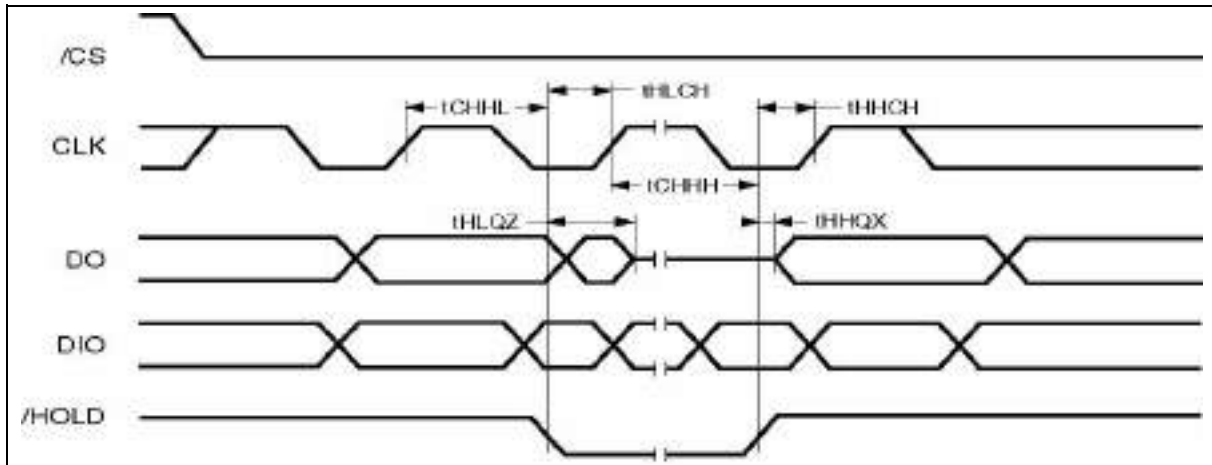 /CS
tHLCH
tCHHL
tHHCH
CLK
tCHHH
tHLQZ
tHHQX
DO
DIO
/HOLD